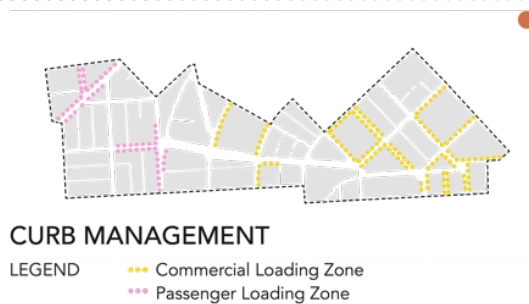 CURB MANAGEMENT
LEGEND
Commercial Loading Zone
Passenger Loading Zone